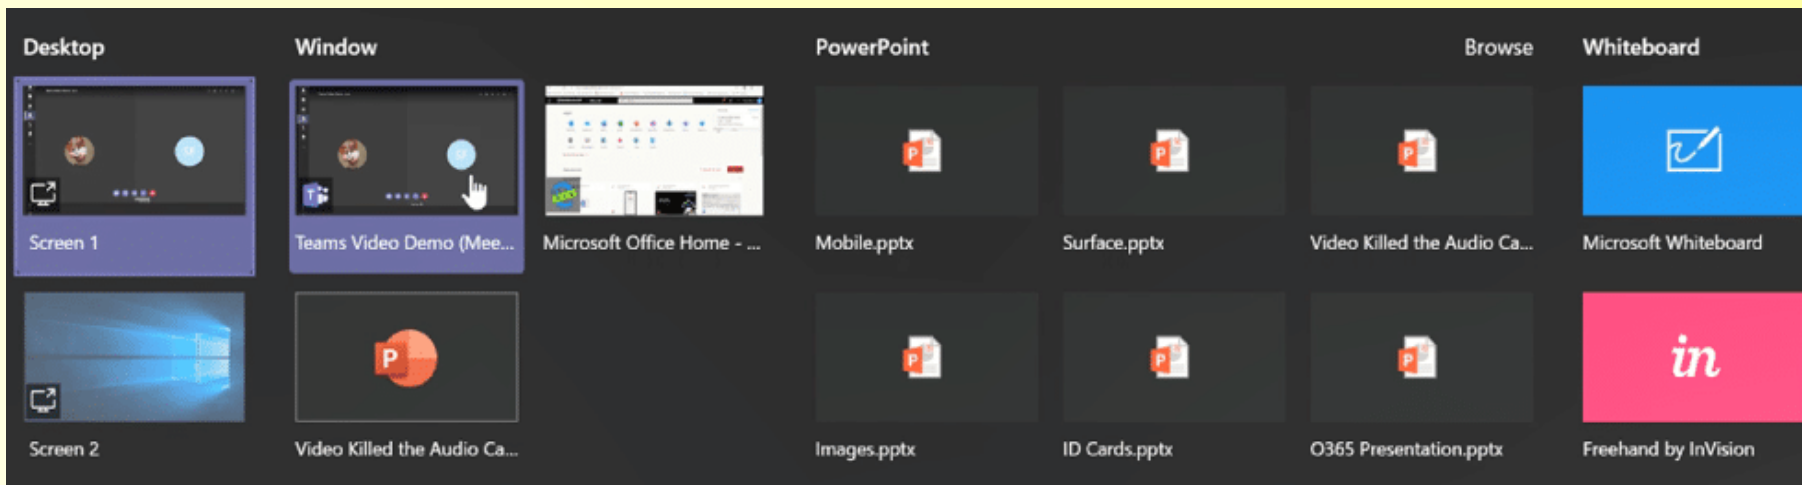 Desktop
Window
PowerPoint
Browse
Whiteboard
Screen 1
Teams Video Demo (Mee...
Microsoft Office Home - ...
Mobile.pptx
Surface.pptx
Video Killed the Audio Ca...
Microsoft Whiteboard
P
in
Screen 2
Video Killed the Audio Ca...
Images.pptx
ID Cards.pptx
O365 Presentation.pptx
Freehand by InVision